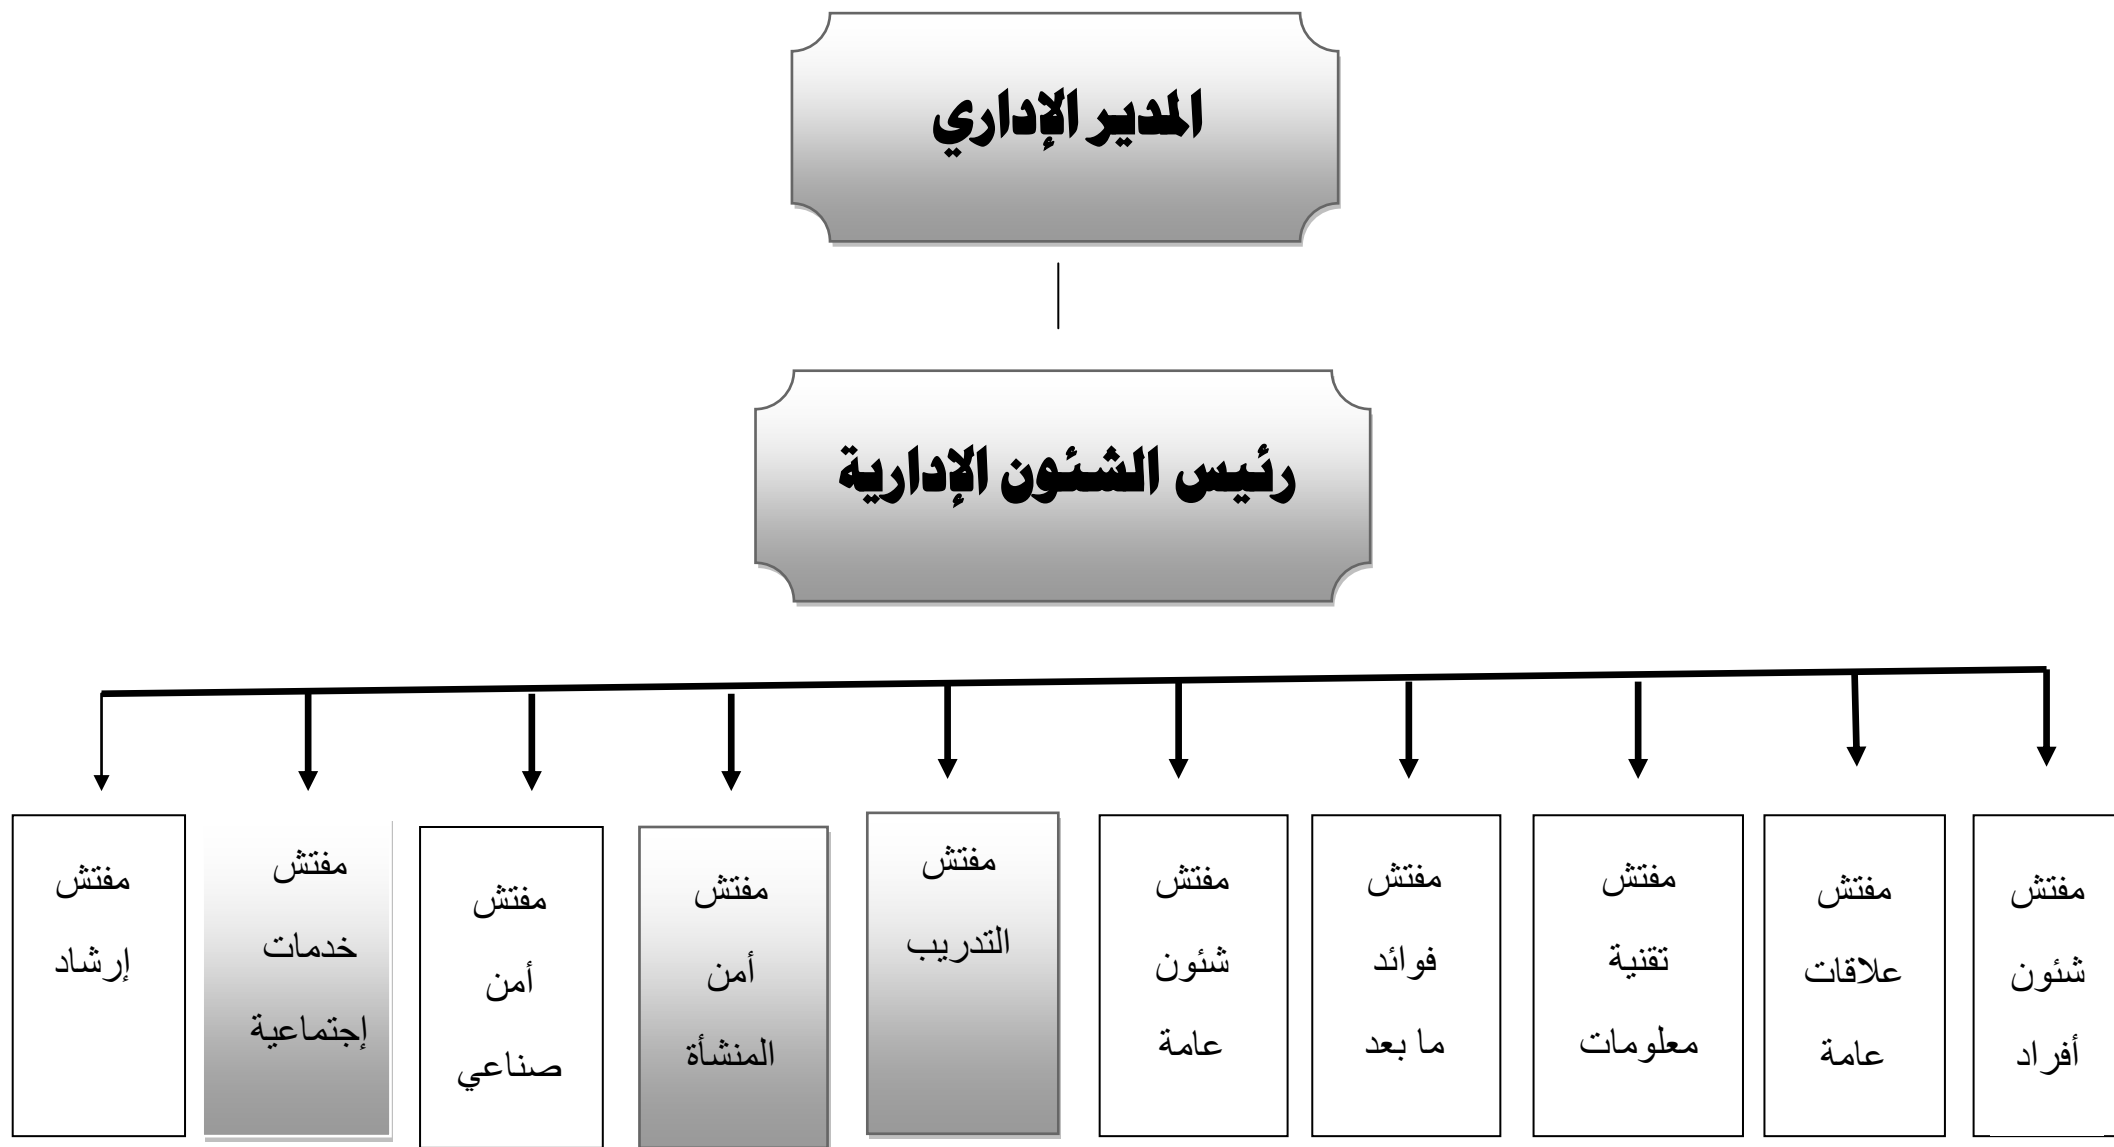 المدير الإداري
رئيس الشئون الإدارية
مفتش
شئون
أفراد
مفتش
علاقات
عامة
مفتش
تقنية
معلومات
مفتش
فوائد
ما بعد
مفتش
شئون
عامة
مفتش
التدريب
مفتش
أمن
المنشأة
مفتش
أمن
صناعي
مفتش
خدمات
إجتماعية
مفتش
إرشاد